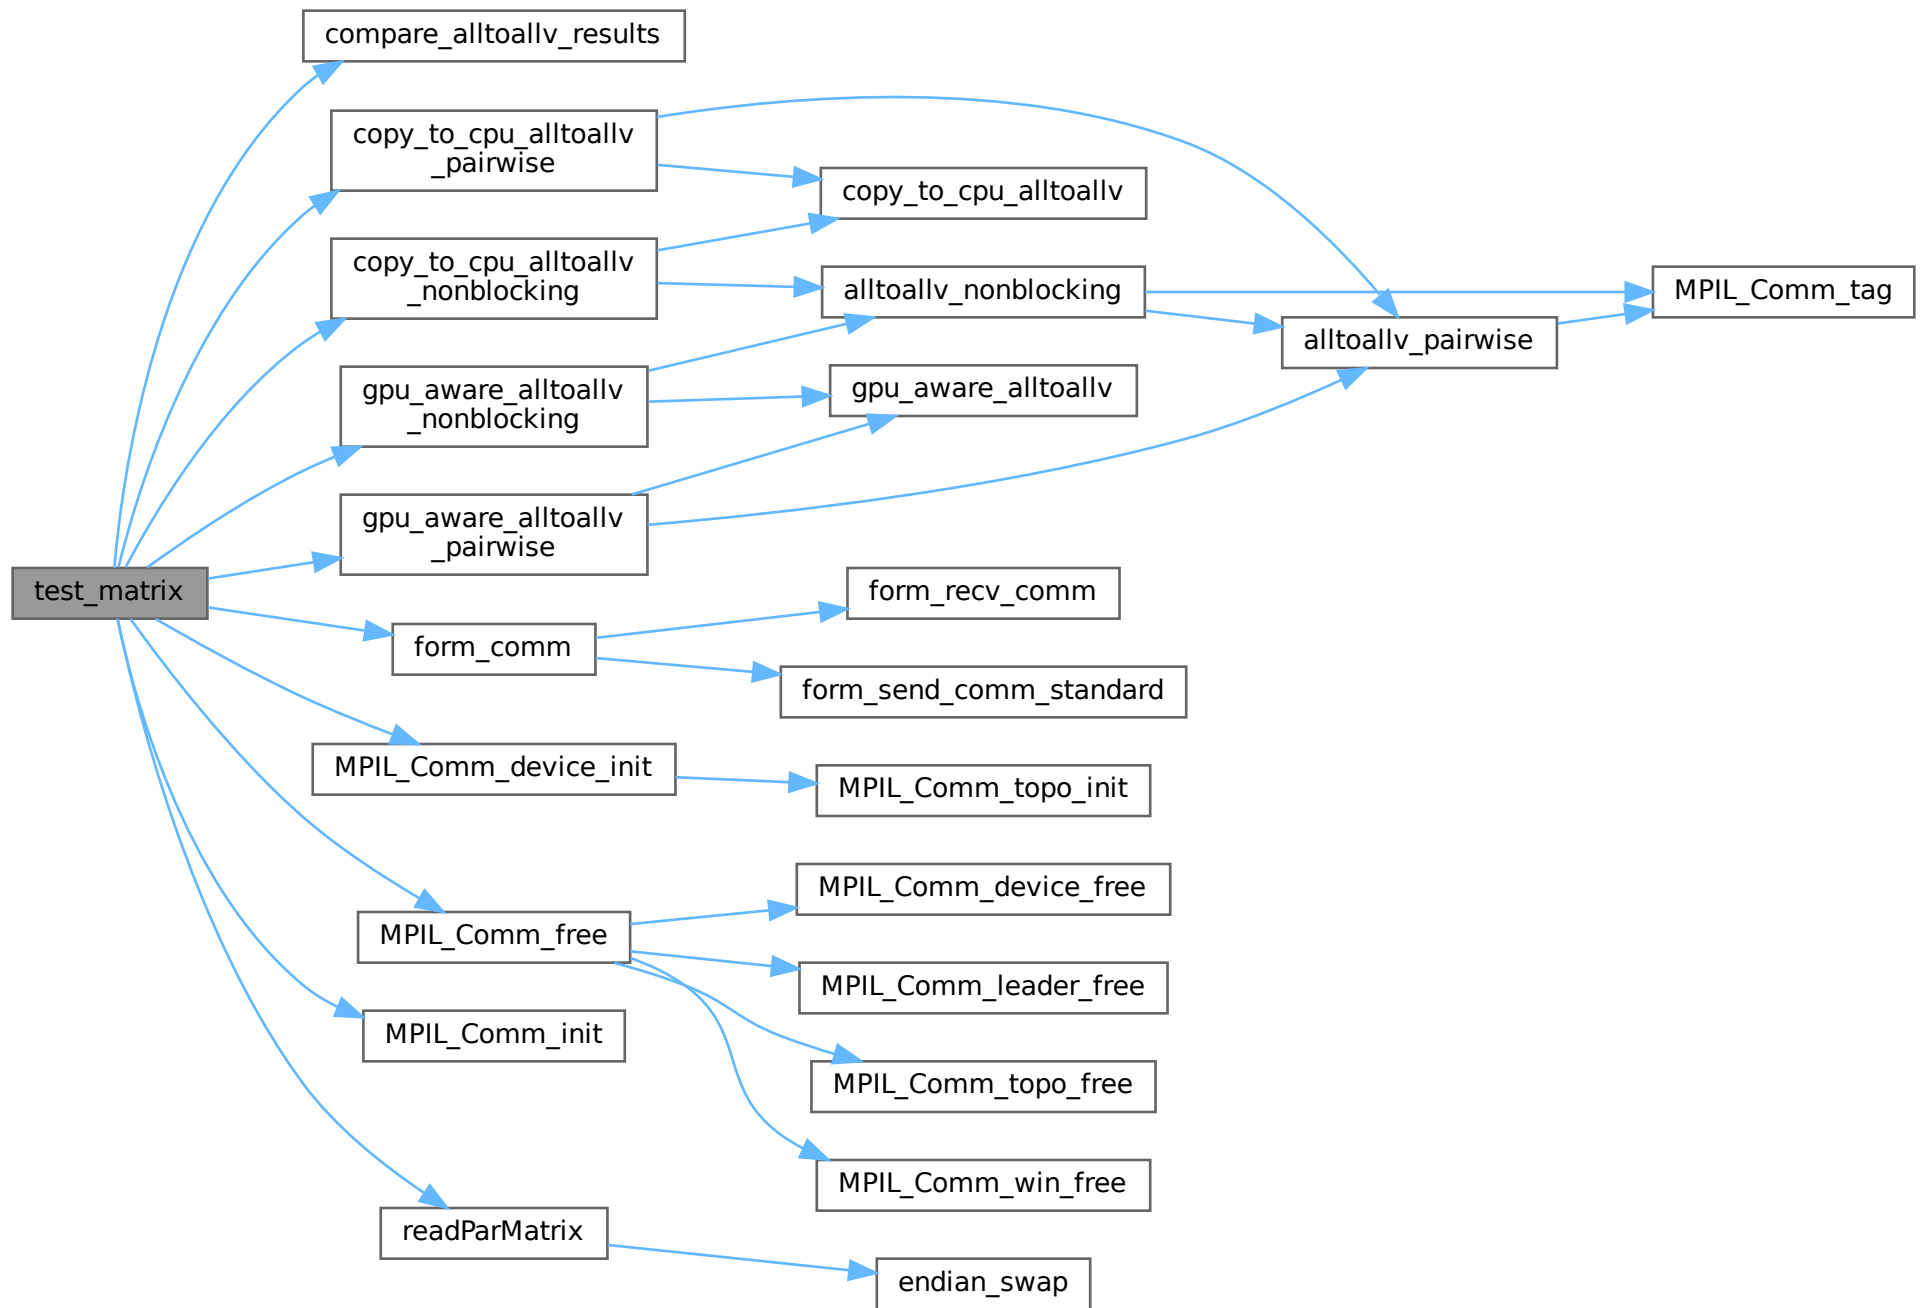 compare_alltoallv_results
copy_to_cpu_alltoallv
_pairwise
copy_to_cpu_alltoallv
copy_to_cpu_alltoallv
_nonblocking
alltoallv_nonblocking
MPIL_Comm_tag
alltoallv_pairwise
gpu_aware_alltoallv
_nonblocking
gpu_aware_alltoallv
gpu_aware_alltoallv
_pairwise
test_matrix
form_recv_comm
form_comm
form_send_comm_standard
MPIL_Comm_device_init
MPIL_Comm_topo_init
MPIL_Comm_device_free
MPIL_Comm_free
MPIL_Comm_leader_free
MPIL_Comm_init
MPIL_Comm_topo_free
MPIL_Comm_win_free
readParMatrix
endian_swap